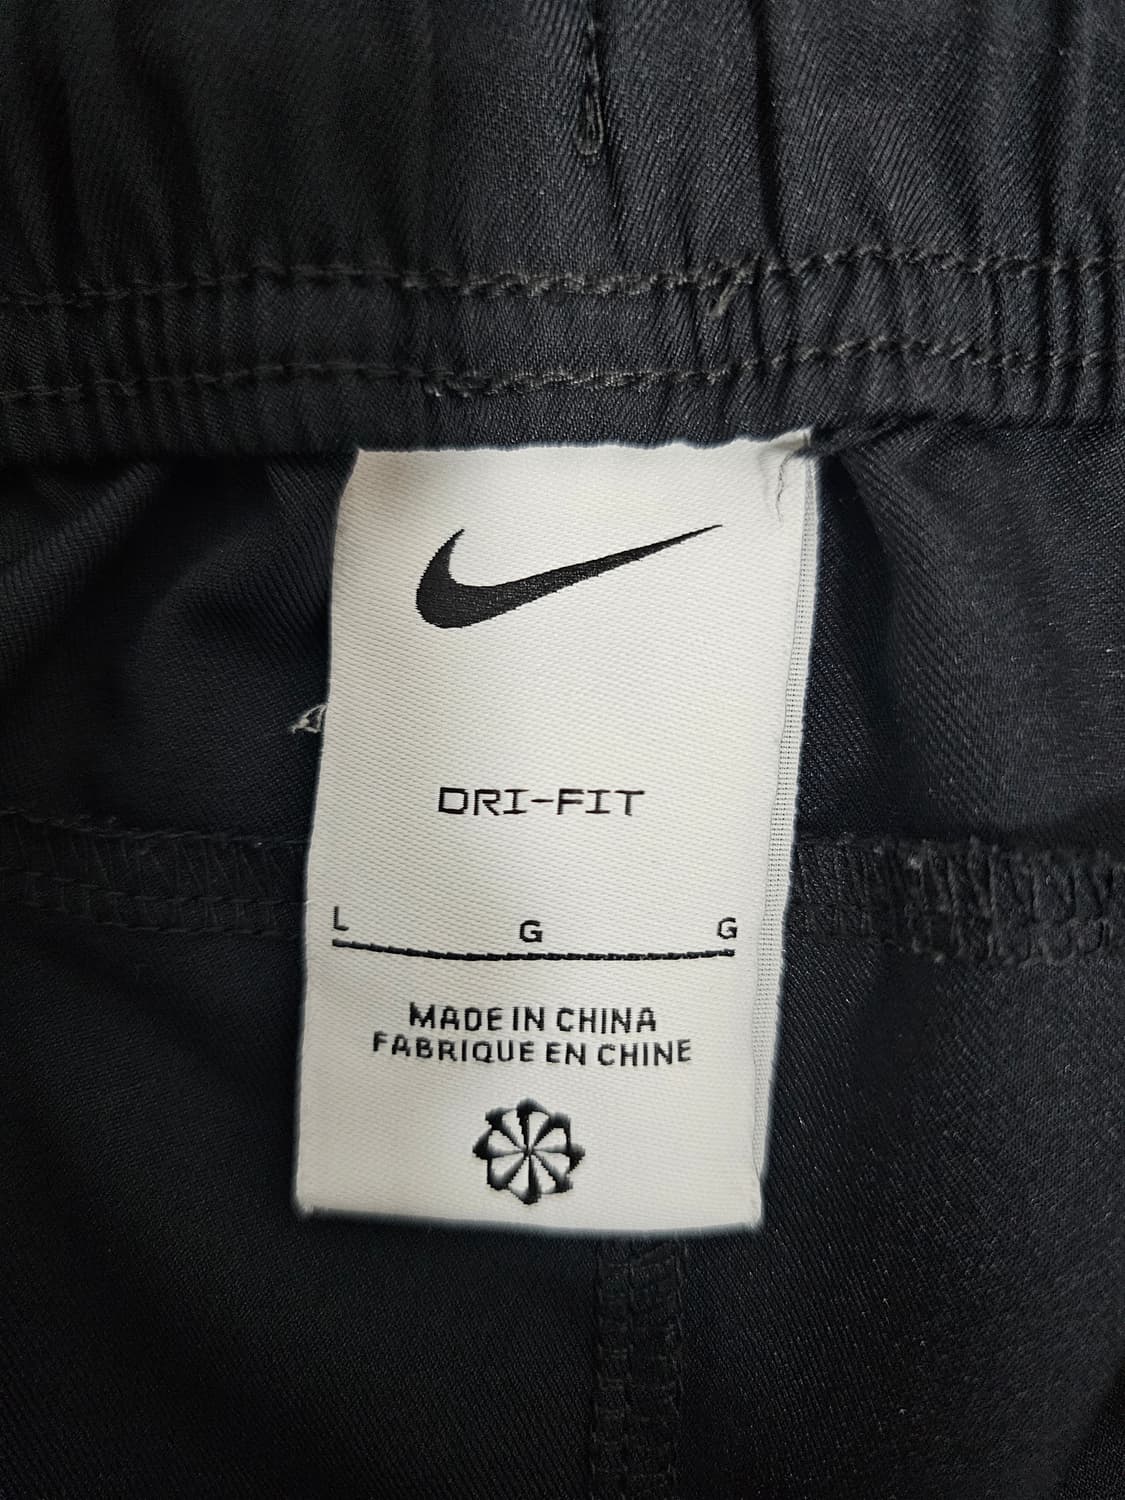 DRI-FIT
L G G
MADE IN CHINA
FABRIQUE EN CHINE